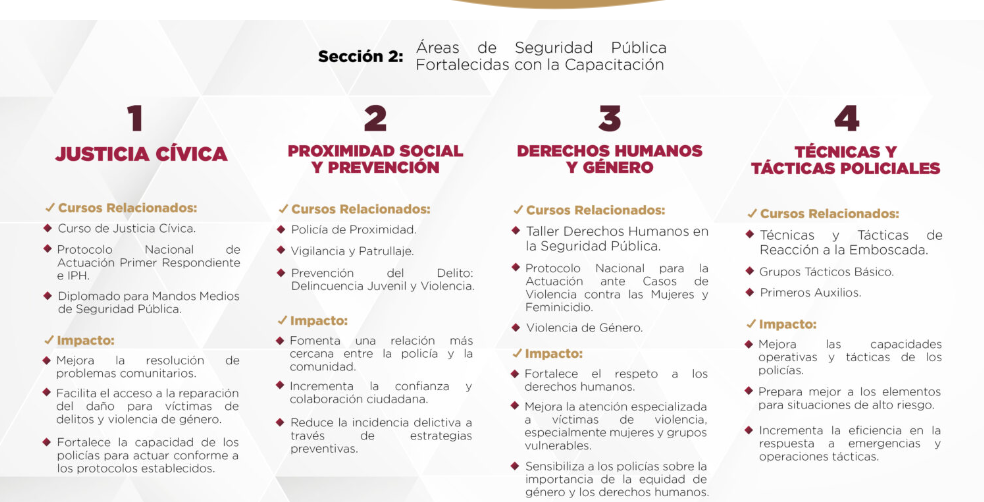 Sección 2: Áreas de Seguridad Pública
Fortalecidas con la Capacitación
1
JUSTICIA CÍVICA
✓ Cursos Relacionados:
Curso de Justicia Cívica.
Protocolo Nacional de
Actuación Primer Respondiente
e IPH.
Diplomado para Mandos Medios
de Seguridad Pública.
✓ Impacto:
Mejora la resolución de
problemas comunitarios.
Facilita el acceso a la reparación
del daño para víctimas de
delitos y violencia de género.
Fortalece la capacidad de los
policías para actuar conforme a
los protocolos establecidos.
2
PROXIMIDAD SOCIAL
Y PREVENCIÓN
✓ Cursos Relacionados:
Policía de Proximidad.
Vigilancia y Patrullaje.
Prevención del Delito:
Delincuencia Juvenil y Violencia.
✓ Impacto:
Fomenta una relación más
cercana entre la policía y la
comunidad.
Incrementa la confianza y
colaboración ciudadana.
Reduce la incidencia delictiva a
través de estrategias
preventivas.
3
DERECHOS HUMANOS
Y GÉNERO
✓ Cursos Relacionados:
Taller Derechos Humanos en
la Seguridad Pública.
Protocolo Nacional para la
Actuación ante Casos de
Violencia contra las Mujeres y
Feminicidio.
Violencia de Género.
✓ Impacto:
Fortalece el respeto a los
derechos humanos.
Mejora la atención especializada
a víctimas de violencia,
especialmente mujeres y grupos
vulnerables.
Sensibiliza a los policías sobre la
importancia de la equidad de
género y los derechos humanos.
4
TÉCNICAS Y
TÁCTICAS POLICIALES
✓ Cursos Relacionados:
Técnicas y Tácticas de
Reacción a la Emboscada.
Grupos Tácticos Básico.
Primeros Auxilios.
✓ Impacto:
Mejora las capacidades
operativas y tácticas de los
policías.
Prepara mejor a los elementos
para situaciones de alto riesgo.
Incrementa la eficiencia en la
respuesta a emergencias y
operaciones tácticas.